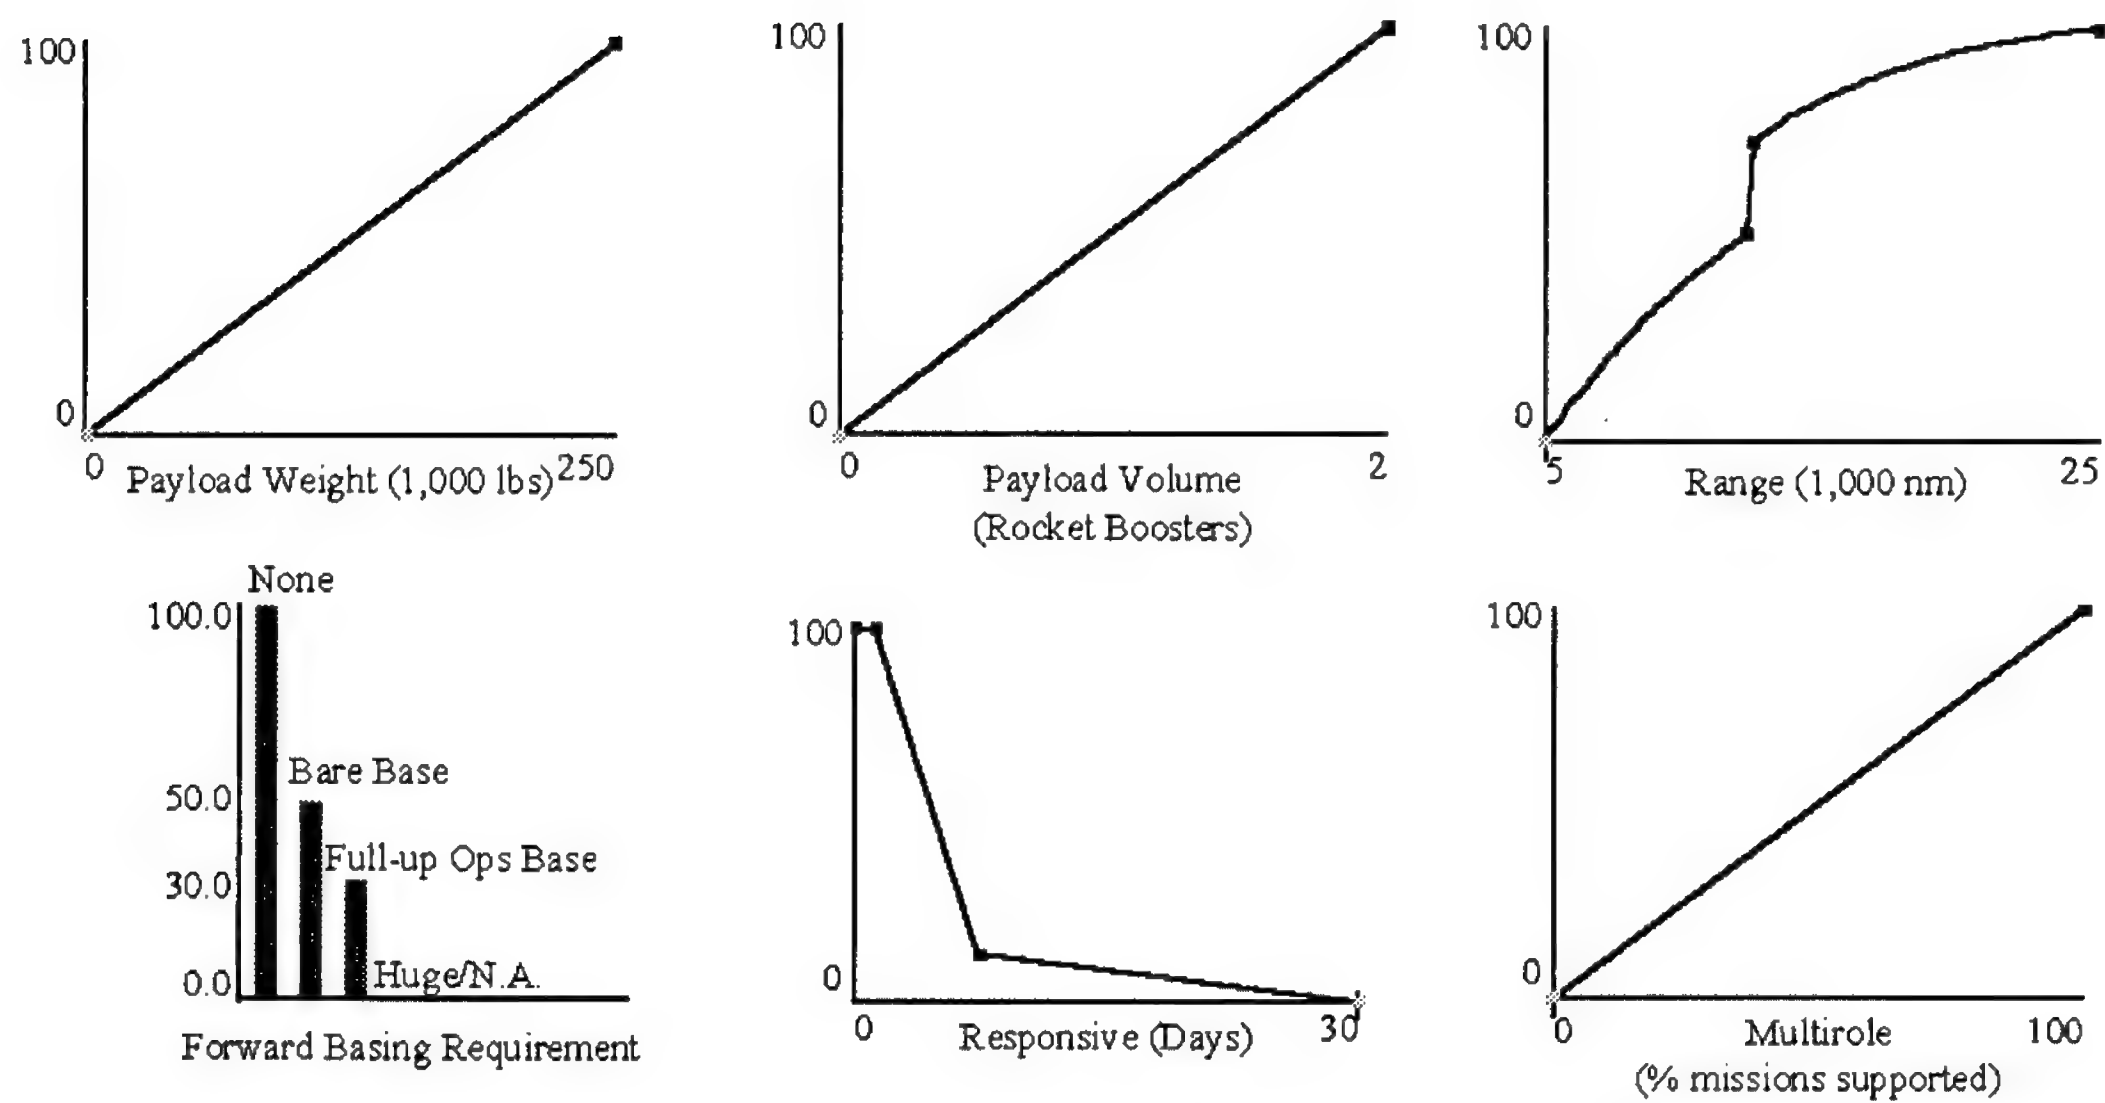 100
0
0 Payload Weight (1,000 lbs) 250
100
0
0 Payload Volume 2
(Rocket Boosters)
100
0
5 Range (1,000 nm) 25
None
100.0
Bare Base
50.0
Full-up Ops Base
30.0
Huge/N.A.
0.0
Forward Basing Requirement
100
0
0 Responsive (Days) 30
100
0
0 Multirole 100
(% missions supported)